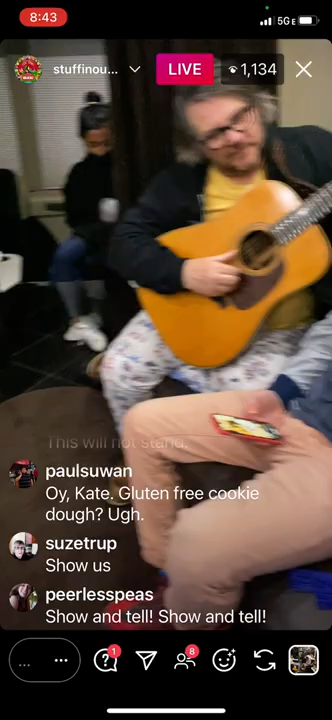 8:43
5GE
stuffinou...
LIVE
1,134
This will not stand.
paulsuwan
Oy, Kate. Gluten free cookie
dough? Ugh.
suzetrup
Show us
peerlesspeas
Show and tell! Show and tell!
...
1
8